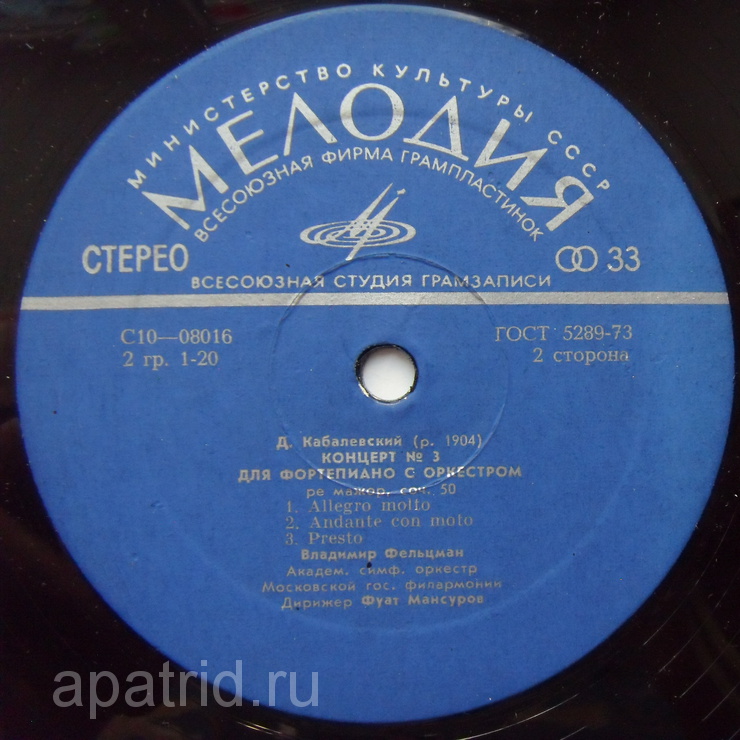 МИНИСТЕРСТВО КУЛЬТУРЫ СССР
МЕЛОДИЯ
ВСЕСОЮЗНАЯ ФИРМА ГРАМПЛАСТИНОК
СТЕРЕО
33
ВСЕСОЮЗНАЯ СТУДИЯ ГРАМЗАПИСИ
С10—08016
ГОСТ 5289-73
2 гр. 1-20
2 сторона
Д. Кабалевский (р. 1904)
КОНЦЕРТ № 3
ДЛЯ ФОРТЕПИАНО С ОРКЕСТРОМ
ре мажор, соч. 50
1. Allegro molto
2. Andante con moto
3. Presto
Владимир Фельцман
Академ. симф. оркестр
Московской гос. филармонии
Дирижер Фуат Мансуров
apatrid.ru